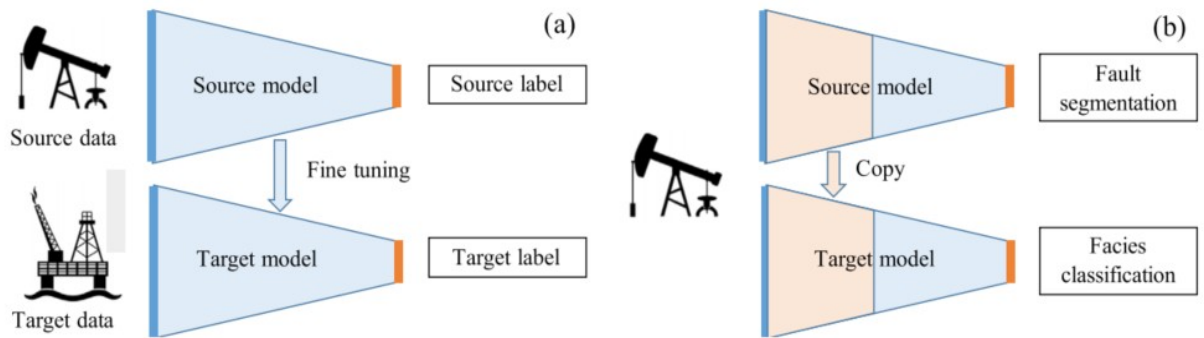 (a)
Source model
Source label
Source data
Fine tuning
Target model
Target label
Target data
(b)
Source model
Fault
segmentation
Copy
Target model
Facies
classification